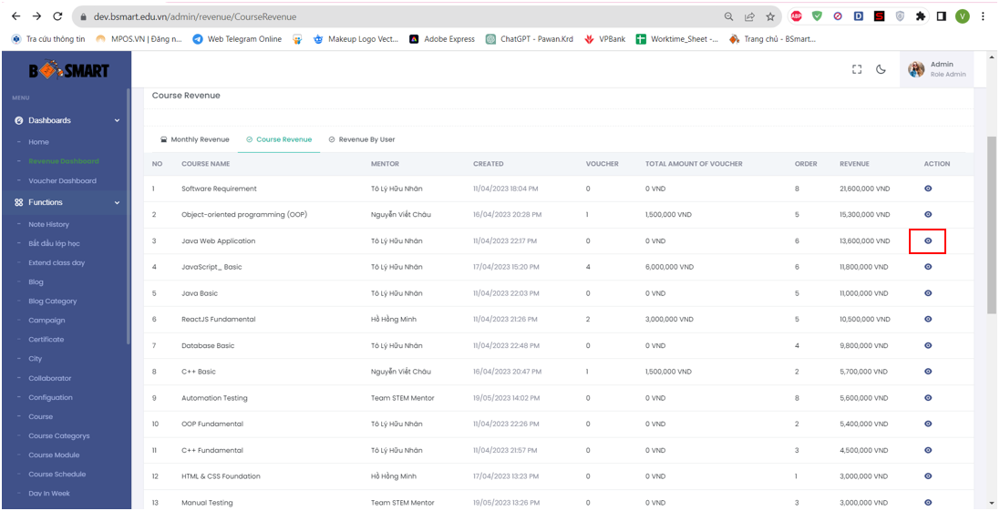 dev.bsmart.edu.vn/admin/revenue/CourseRevenue
ABP D S V
Tra cứu thông tin MPOS.VN | Đăng n... Web Telegram Online Makeup Logo Vect... Adobe Express ChatGPT - Pawan.Krd VPBank Worktime_Sheet -... Trang chủ - BSmart...
B SMART
Admin
Role Admin
MENU
Dashboards
Home
Revenue Dashboard
Voucher Dashboard
Functions
Note History
Bắt đầu lớp học
Extend class day
Blog
Blog Category
Campaign
Certificate
City
Collaborator
Configuation
Course
Course Categorys
Course Module
Course Schedule
Day In Week
Course Revenue
Monthly Revenue Course Revenue Revenue By User
NO COURSE NAME MENTOR CREATED VOUCHER TOTAL AMOUNT OF VOUCHER ORDER REVENUE ACTION
1 Software Requirement Tô Lý Hữu Nhân 11/04/2023 18:04 PM 0 0 VND 8 21,600,000 VND
2 Object-oriented programming (OOP) Nguyễn Viết Châu 16/04/2023 20:28 PM 1 1,500,000 VND 5 15,300,000 VND
3 Java Web Application Tô Lý Hữu Nhân 11/04/2023 22:17 PM 0 0 VND 6 13,600,000 VND
4 JavaScript_ Basic Tô Lý Hữu Nhân 17/04/2023 15:20 PM 4 6,000,000 VND 6 11,800,000 VND
5 Java Basic Tô Lý Hữu Nhân 11/04/2023 22:03 PM 0 0 VND 5 11,000,000 VND
6 ReactJS Fundamental Hồ Hồng Minh 11/04/2023 21:26 PM 2 3,000,000 VND 5 10,500,000 VND
7 Database Basic Tô Lý Hữu Nhân 11/04/2023 22:48 PM 0 0 VND 4 9,800,000 VND
8 C++ Basic Nguyễn Viết Châu 16/04/2023 20:47 PM 1 1,500,000 VND 2 5,700,000 VND
9 Automation Testing Team STEM Mentor 19/05/2023 14:02 PM 0 0 VND 8 5,600,000 VND
10 OOP Fundamental Tô Lý Hữu Nhân 11/04/2023 22:26 PM 0 0 VND 2 5,400,000 VND
11 C++ Fundamental Tô Lý Hữu Nhân 11/04/2023 21:57 PM 0 0 VND 3 4,500,000 VND
12 HTML & CSS Foundation Hồ Hồng Minh 17/04/2023 13:23 PM 0 0 VND 1 3,000,000 VND
13 Manual Testing Team STEM Mentor 19/05/2023 13:26 PM 0 0 VND 3 3,000,000 VND